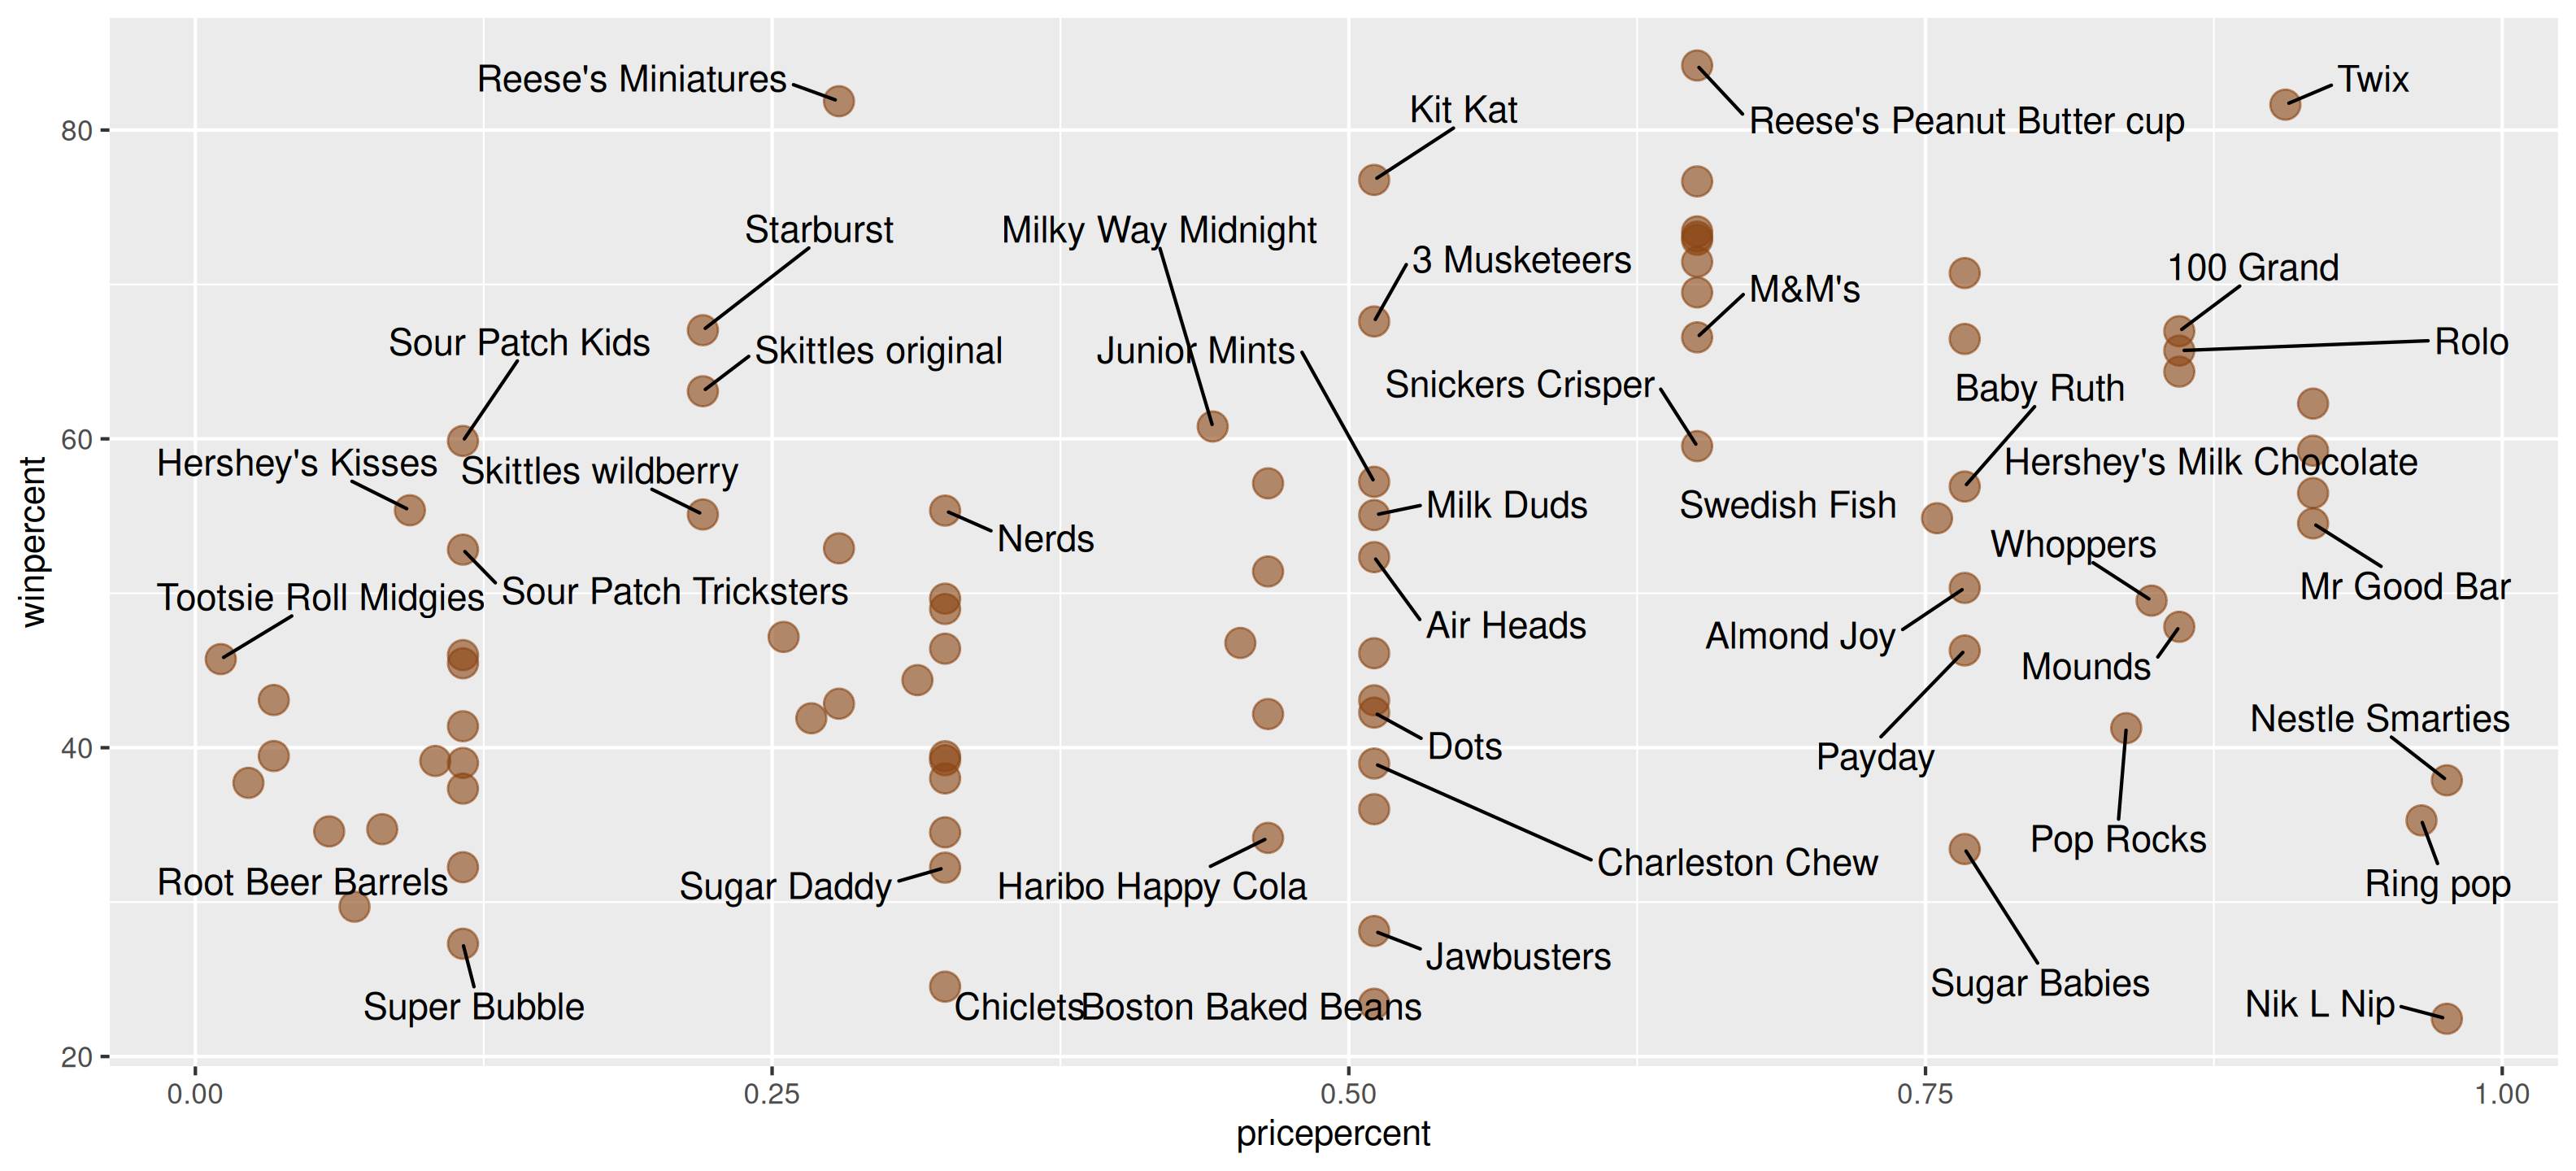 Reese's Miniatures
Twix
Kit Kat
Reese's Peanut Butter cup
80
Starburst
Milky Way Midnight
3 Musketeers
100 Grand
M&M's
Sour Patch Kids
Skittles original
Junior Mints
Rolo
Snickers Crisper
Baby Ruth
60
Hershey's Kisses
Skittles wildberry
Hershey's Milk Chocolate
Milk Duds
Swedish Fish
Nerds
Whoppers
winpercent
Tootsie Roll Midgies
Sour Patch Tricksters
Mr Good Bar
Air Heads
Almond Joy
Mounds
Nestle Smarties
40
Dots
Payday
Pop Rocks
Charleston Chew
Root Beer Barrels
Sugar Daddy
Haribo Happy Cola
Ring pop
Jawbusters
Sugar Babies
Super Bubble
Chiclets
Boston Baked Beans
Nik L Nip
20
0.00
0.25
0.50
0.75
1.00
pricepercent